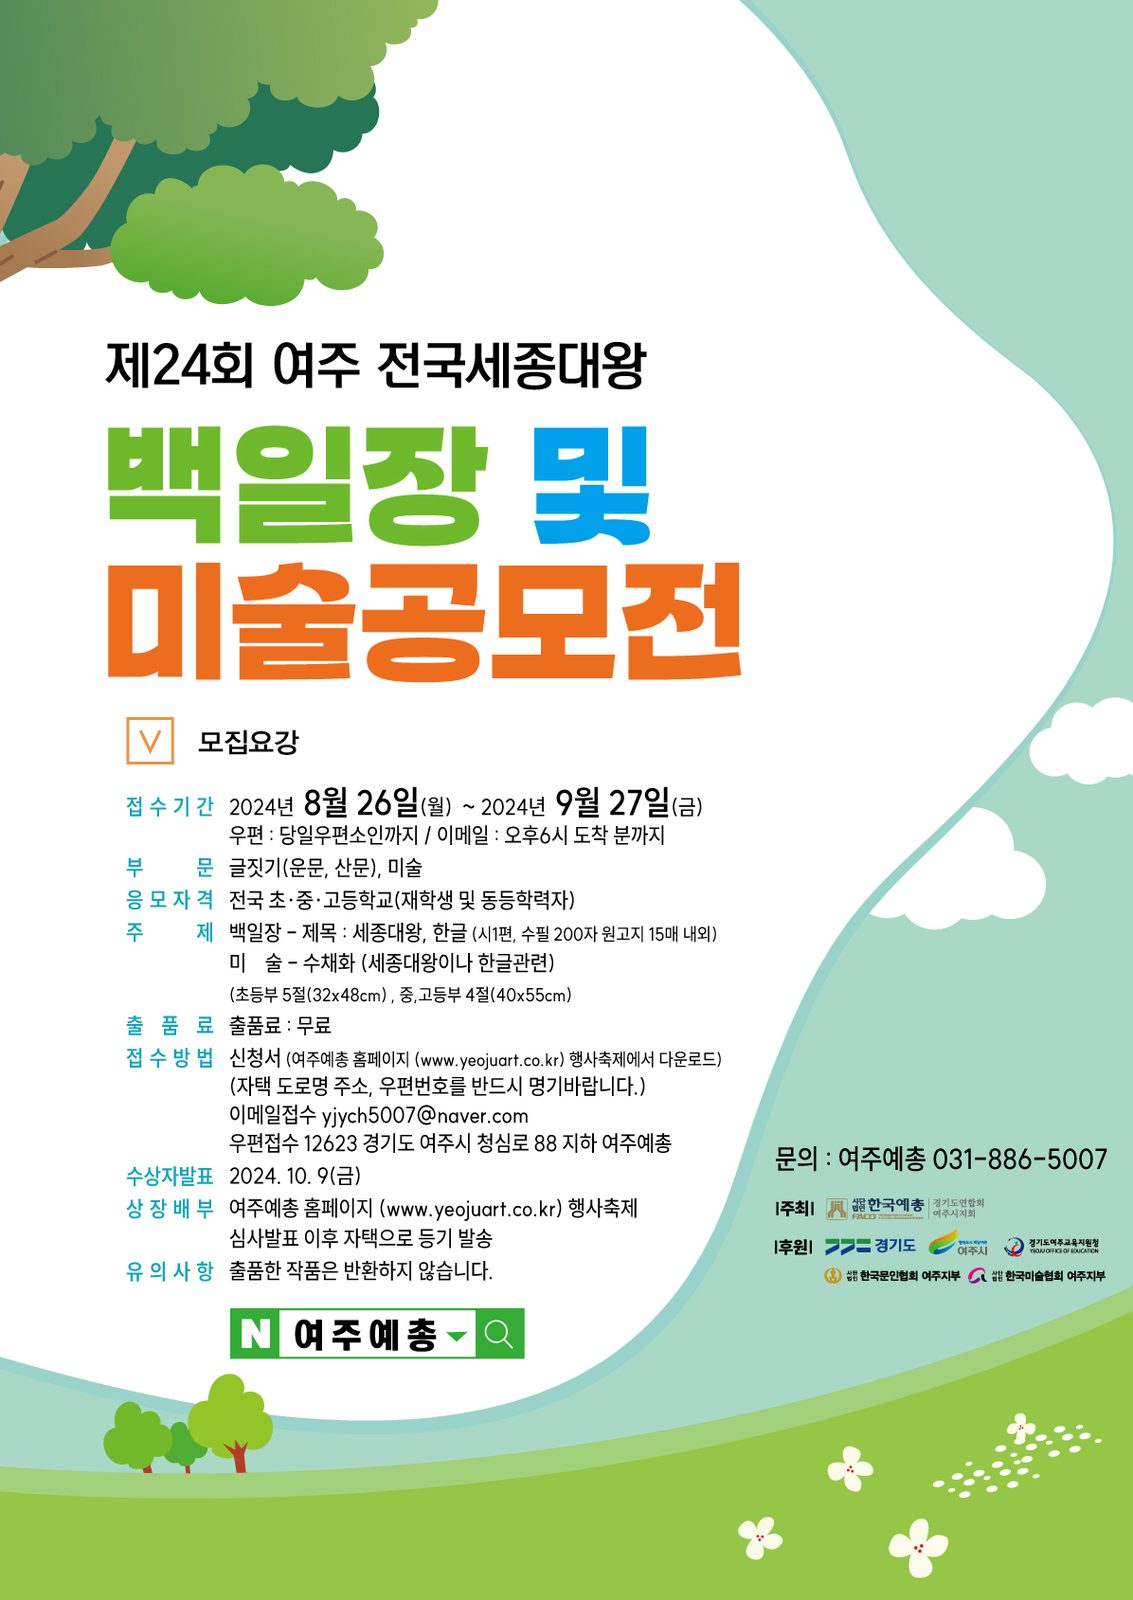 제24회 여주 전국세종대왕
백일장 및
미술공모전
V 모집요강
접수기간 2024년 8월 26일(월) ~ 2024년 9월 27일(금)
우편 : 당일우편소인까지 / 이메일 : 오후6시 도착 분까지
부 문 글짓기(운문, 산문), 미술
응모자격 전국 초·중·고등학교(재학생 및 동등학력자)
주 제 백일장 - 제목 : 세종대왕, 한글 (시1편, 수필 200자 원고지 15매 내외)
미 술 - 수채화 (세종대왕이나 한글관련)
(초등부 5절(32x48cm) , 중,고등부 4절(40x55cm)
출 품 료 출품료 : 무료
접수방법 신청서 (여주예총 홈페이지 (www.yeojuart.co.kr) 행사축제에서 다운로드)
(자택 도로명 주소, 우편번호를 반드시 명기바랍니다.)
이메일접수 yjych5007@naver.com
우편접수 12623 경기도 여주시 청심로 88 지하 여주예총
수상자발표 2024. 10. 9(금)
상장배부 여주예총 홈페이지 (www.yeojuart.co.kr) 행사축제
심사발표 이후 자택으로 등기 발송
유의사항 출품한 작품은 반환하지 않습니다.
N 여주예총
문의 : 여주예총 031-886-5007
|주최| 사단법인 한국예총 경기도연합회 여주시지회
FACO
|후원| 경기도 여주시 경기도여주교육지원청
YEOJU OFFICE OF EDUCATION
사단법인 한국문인협회 여주지부 사단법인 한국미술협회 여주지부